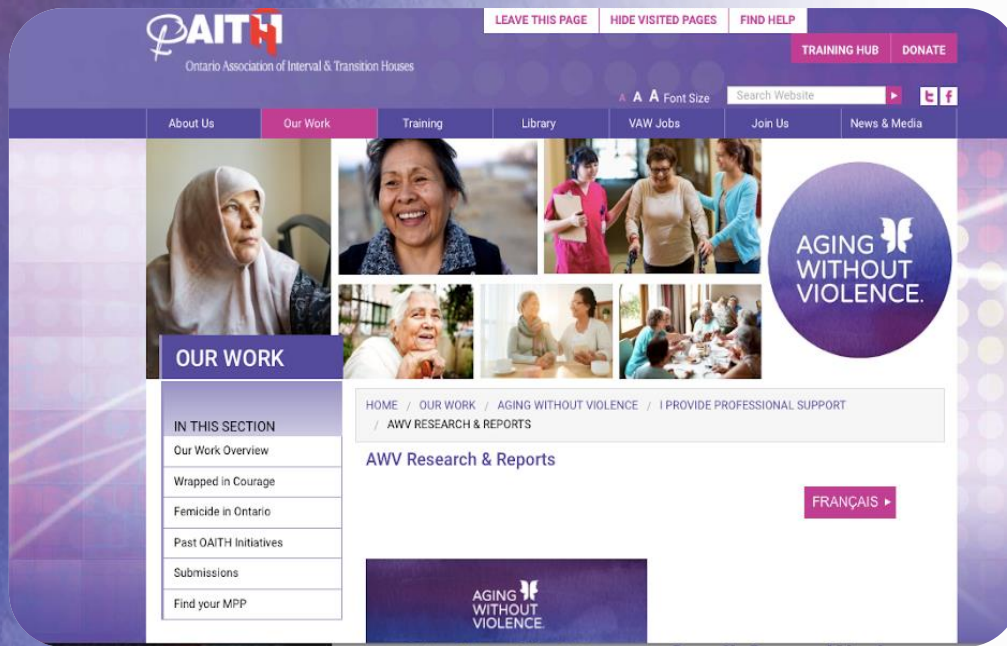 LEAVE THIS PAGE
HIDE VISITED PAGES
FIND HELP
OAITH
Ontario Association of Interval & Transition Houses
TRAINING HUB
DONATE
A A A Font Size
Search Website
About Us
Our Work
Training
Library
VAW Jobs
Join Us
News & Media
AGING
WITHOUT
VIOLENCE.
OUR WORK
IN THIS SECTION
Our Work Overview
Wrapped in Courage
Femicide in Ontario
Past OAITH Initiatives
Submissions
Find your MPP
HOME / OUR WORK / AGING WITHOUT VIOLENCE / I PROVIDE PROFESSIONAL SUPPORT
/ AWV RESEARCH & REPORTS
AWV Research & Reports
FRANÇAIS
AGING
WITHOUT
VIOLENCE.